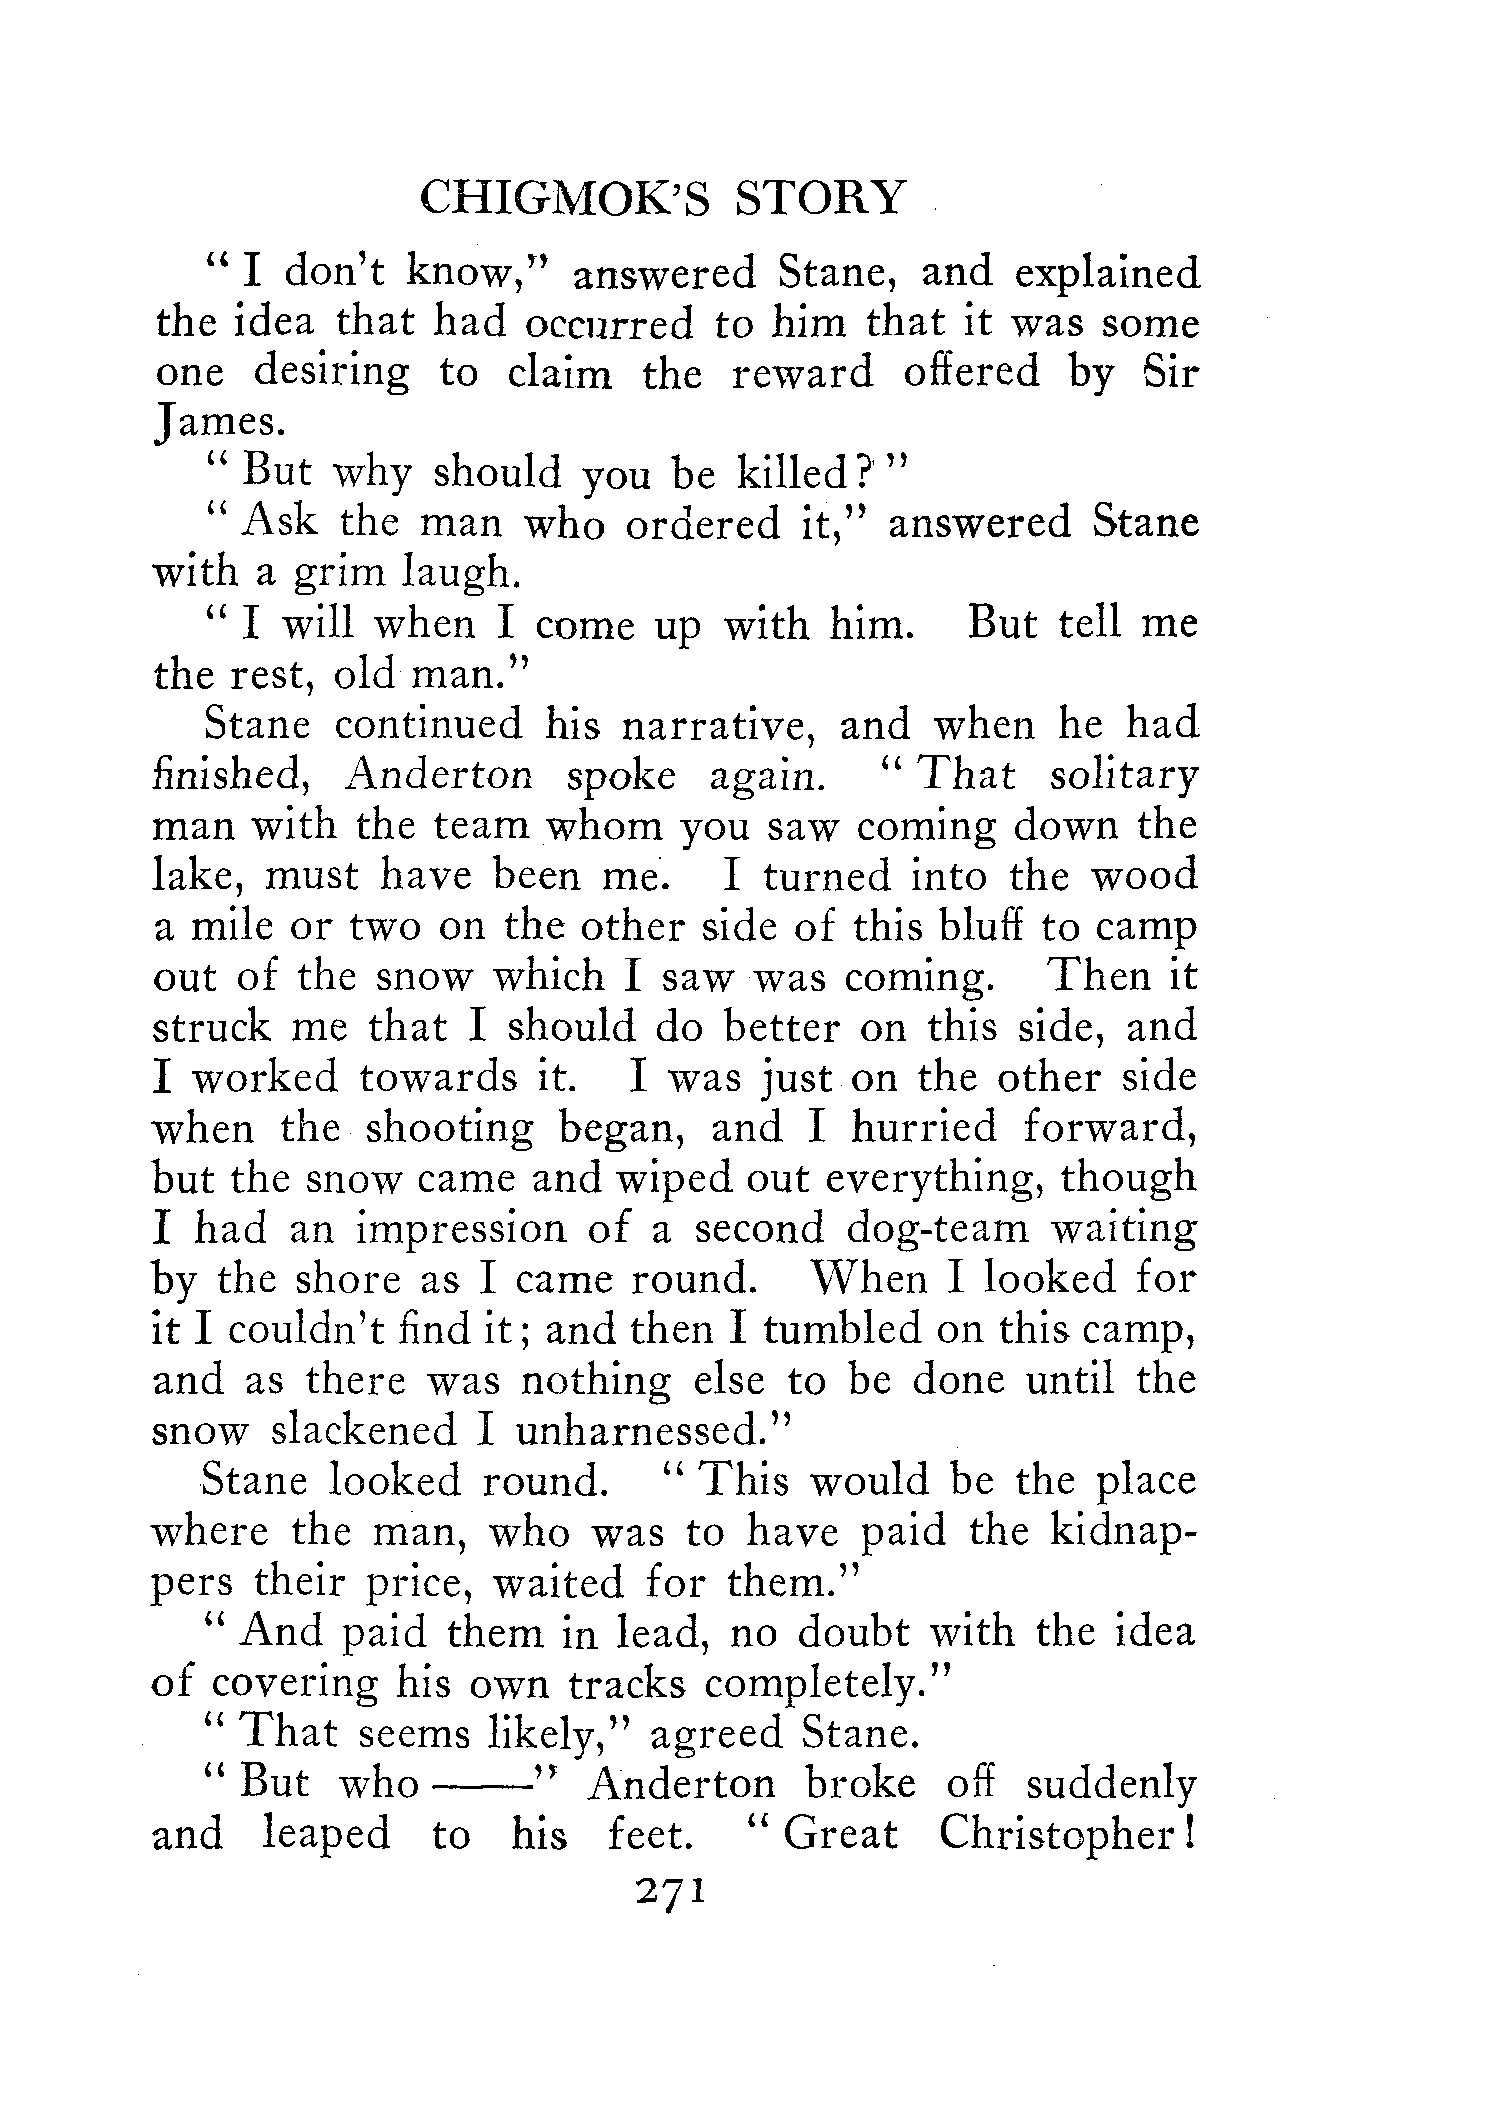 CHIGMOK'S STORY
" I don't know," answered Stane, and explained
the idea that had occurred to him that it was some
one desiring to claim the reward offered by Sir
James.
" But why should you be killed? "
" Ask the man who ordered it," answered Stane
with a grim laugh.
" I will when I come up with him. But tell me
the rest, old man."
Stane continued his narrative, and when he had
finished, Anderton spoke again. " That solitary
man with the team whom you saw coming down the
lake, must have been me. I turned into the wood
a mile or two on the other side of this bluff to camp
out of the snow which I saw was coming. Then it
struck me that I should do better on this side, and
I worked towards it. I was just on the other side
when the shooting began, and I hurried forward,
but the snow came and wiped out everything, though
I had an impression of a second dog-team waiting
by the shore as I came round. When I looked for
it I couldn't find it; and then I tumbled on this camp,
and as there was nothing else to be done until the
snow slackened I unharnessed."
Stane looked round. " This would be the place
where the man, who was to have paid the kidnap-
pers their price, waited for them."
" And paid them in lead, no doubt with the idea
of covering his own tracks completely."
" That seems likely," agreed Stane.
" But who ——" Anderton broke off suddenly
and leaped to his feet. " Great Christopher!
271